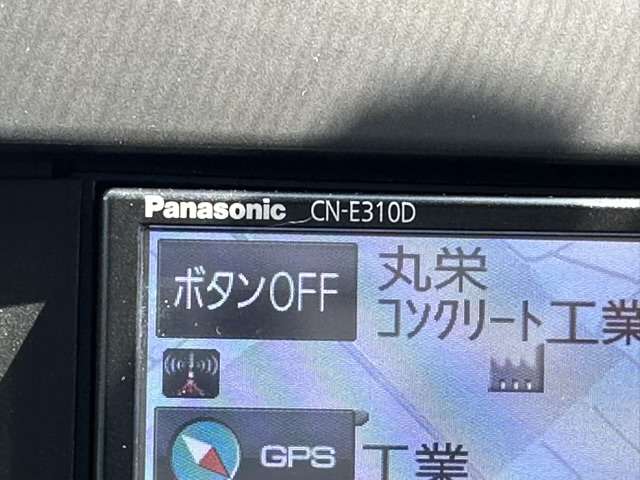 Panasonic CN-E310D
ボタンOFF
丸栄
コンクリート工業
GPS
工業